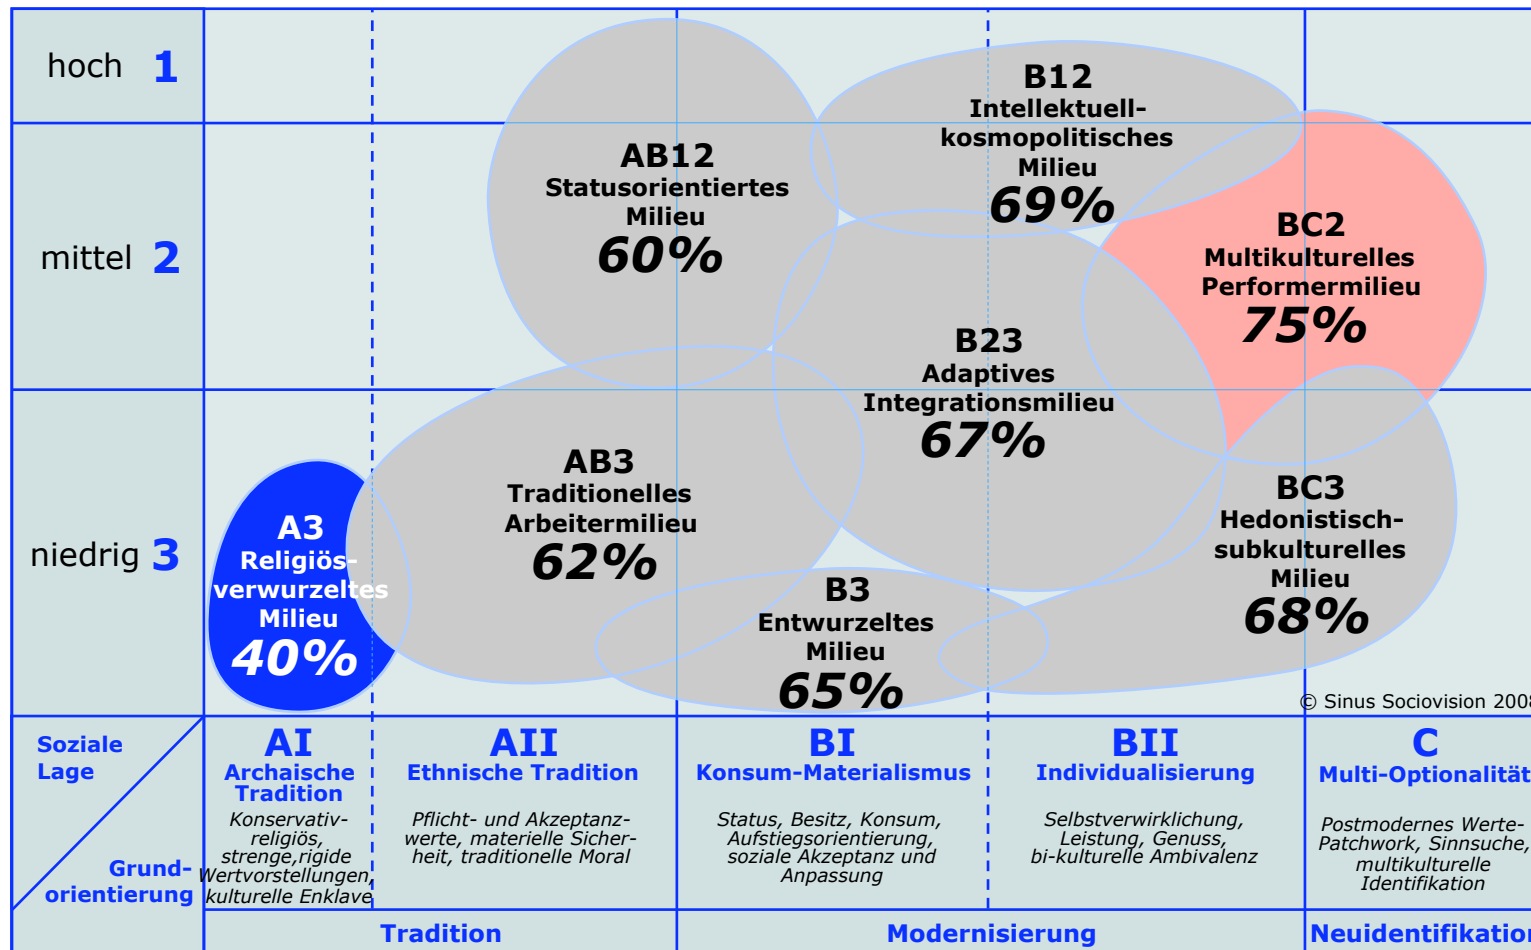 hoch 1
mittel 2
niedrig 3
AB12
Statusorientiertes
Milieu
60%
B12
Intellektuell-
kosmopolitisches
Milieu
69%
BC2
Multikulturelles
Performermilieu
75%
B23
Adaptives
Integrationsmilieu
67%
A3
Religiös-
verwurzeltes
Milieu
40%
AB3
Traditionelles
Arbeitermilieu
62%
B3
Entwurzeltes
Milieu
65%
BC3
Hedonistisch-
subkulturelles
Milieu
68%
© Sinus Sociovision 2008
Soziale
Lage
Grund-
orientierung
AI
Archaische
Tradition
Konservativ-
religiös,
strenge,rigide
Wertvorstellungen,
kulturelle Enklave
AII
Ethnische Tradition
Pflicht- und Akzeptanz-
werte, materielle Sicher-
heit, traditionelle Moral
BI
Konsum-Materialismus
Status, Besitz, Konsum,
Aufstiegsorientierung,
soziale Akzeptanz und
Anpassung
BII
Individualisierung
Selbstverwirklichung,
Leistung, Genuss,
bi-kulturelle Ambivalenz
C
Multi-Optionalität
Postmodernes Werte-
Patchwork, Sinnsuche,
multikulturelle
Identifikation
Tradition
Modernisierung
Neuidentifikation